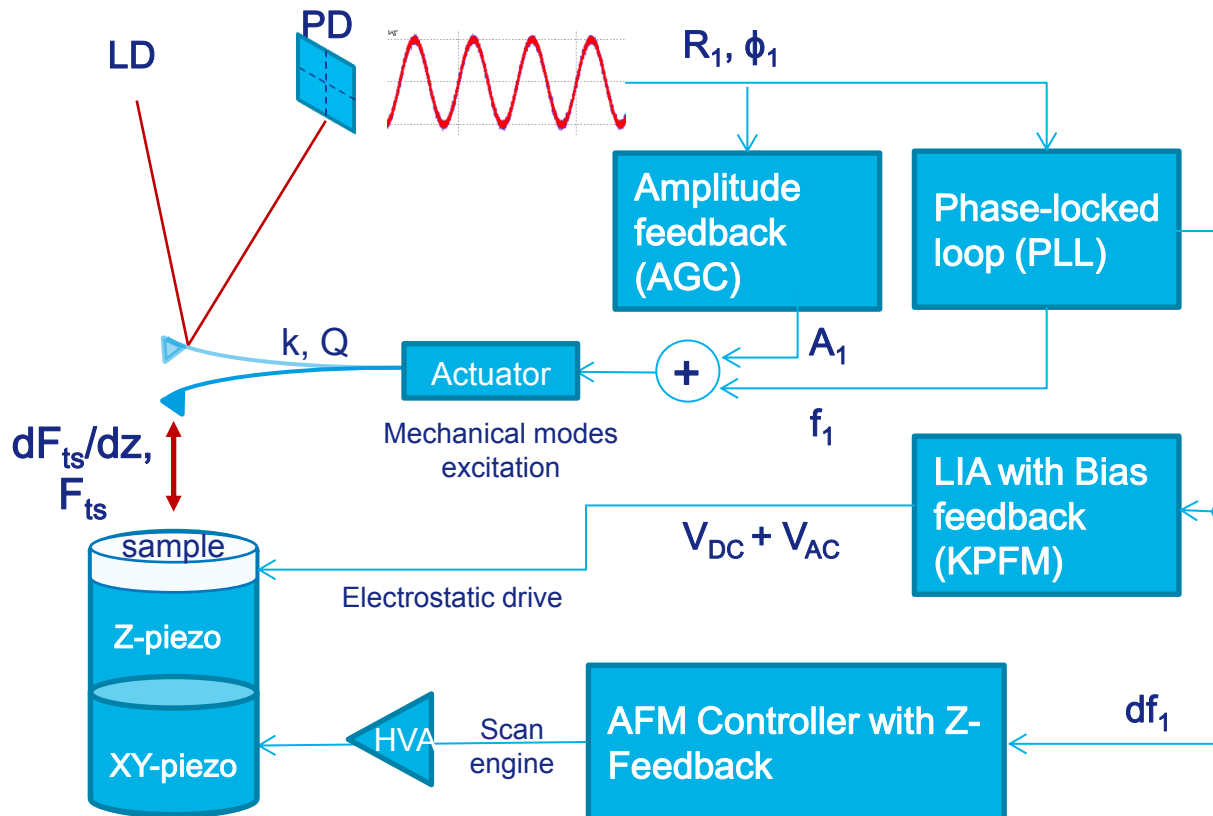 PD
LD
R₁, ϕ₁
Amplitude
feedback
(AGC)
Phase-locked
loop (PLL)
k, Q
Actuator
+
A₁
f₁
Mechanical modes
excitation
dFₜₛ/dz,
Fₜₛ
LIA with Bias
feedback
(KPFM)
V_DC + V_AC
sample
Electrostatic drive
Z-piezo
XY-piezo
HVA
Scan
engine
AFM Controller with Z-
Feedback
df₁